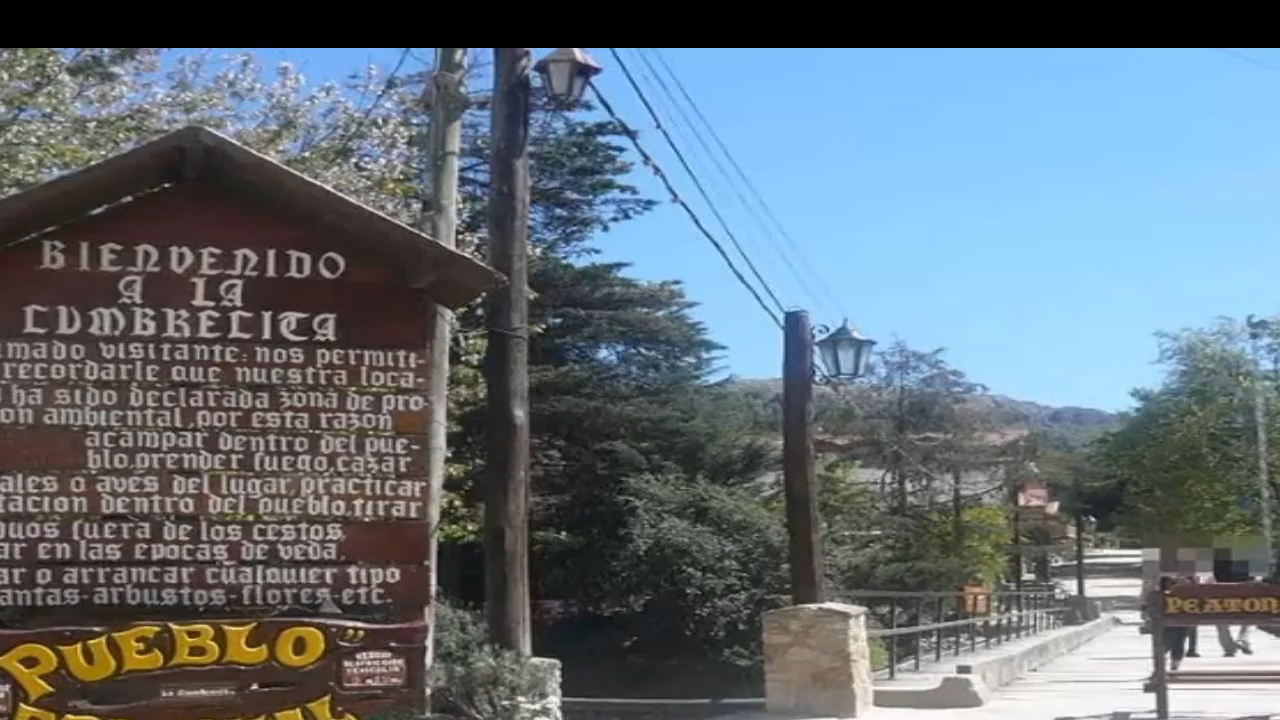 BIENVENIDO
A LA
CUMBRECITA
imado visitante: nos permiti-
recordarle que nuestra loca-
ha sido declarada zona de pro-
on ambiental, por esta razon
acampar dentro del pue-
blo, prender fuego, cazar
ales o aves del lugar, practicar
tacion dentro del pueblo, tirar
duos fuera de los cestos,
ar en las epocas de veda,
ar o arrancar cualquier tipo
antas-arbustos-flores-etc.
PUEBLO
La Cumbrecita
PEATON